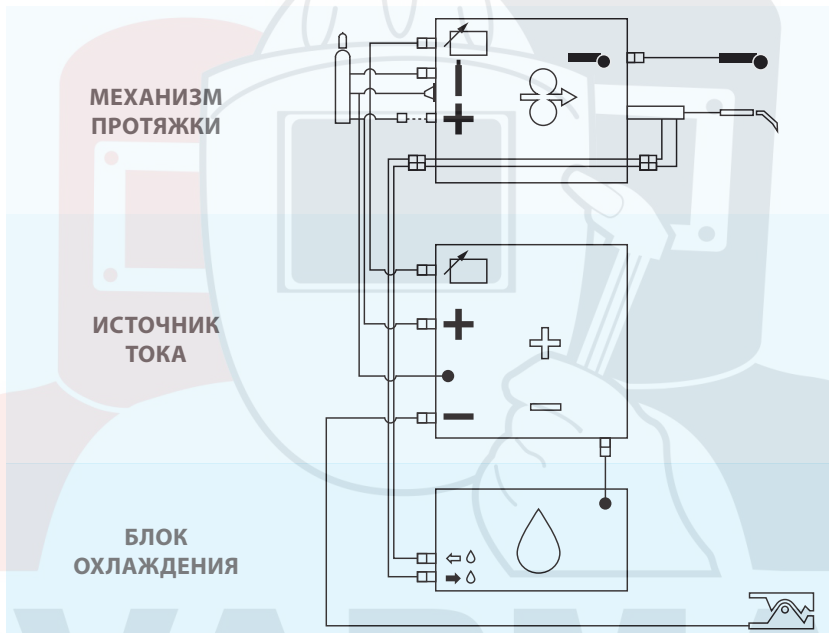 МЕХАНИЗМ
ПРОТЯЖКИ
ИСТОЧНИК
ТОКА
БЛОК
ОХЛАЖДЕНИЯ